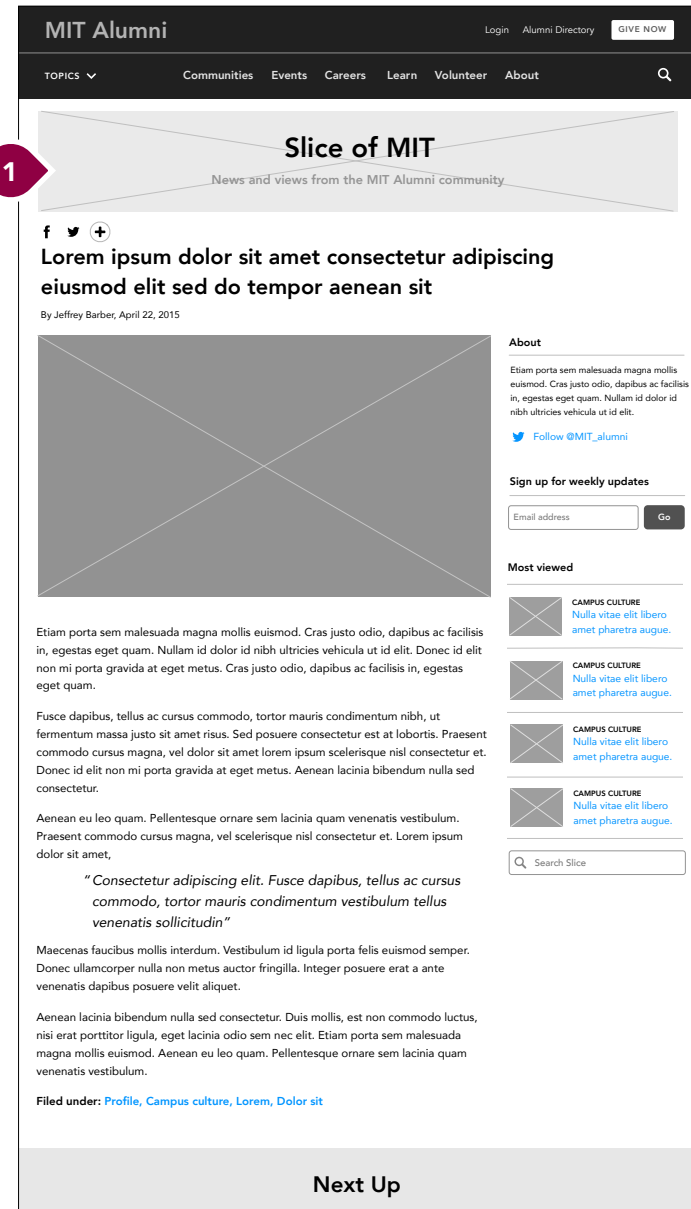 MIT Alumni
Login Alumni Directory GIVE NOW
TOPICS Communities Events Careers Learn Volunteer About
1
Slice of MIT
News and views from the MIT Alumni community
Lorem ipsum dolor sit amet consectetur adipiscing
eiusmod elit sed do tempor aenean sit
By Jeffrey Barber, April 22, 2015
Etiam porta sem malesuada magna mollis euismod. Cras justo odio, dapibus ac facilisis
in, egestas eget quam. Nullam id dolor id nibh ultricies vehicula ut id elit. Donec id elit
non mi porta gravida at eget metus. Cras justo odio, dapibus ac facilisis in, egestas
eget quam.
Fusce dapibus, tellus ac cursus commodo, tortor mauris condimentum nibh, ut
fermentum massa justo sit amet risus. Sed posuere consectetur est at lobortis. Praesent
commodo cursus magna, vel dolor sit amet lorem ipsum scelerisque nisl consectetur et.
Donec id elit non mi porta gravida at eget metus. Aenean lacinia bibendum nulla sed
consectetur.
Aenean eu leo quam. Pellentesque ornare sem lacinia quam venenatis vestibulum.
Praesent commodo cursus magna, vel scelerisque nisl consectetur et. Lorem ipsum
dolor sit amet,
“Consectetur adipiscing elit. Fusce dapibus, tellus ac cursus
commodo, tortor mauris condimentum vestibulum tellus
venenatis sollicitudin”
Maecenas faucibus mollis interdum. Vestibulum id ligula porta felis euismod semper.
Donec ullamcorper nulla non metus auctor fringilla. Integer posuere erat a ante
venenatis dapibus posuere velit aliquet.
Aenean lacinia bibendum nulla sed consectetur. Duis mollis, est non commodo luctus,
nisi erat porttitor ligula, eget lacinia odio sem nec elit. Etiam porta sem malesuada
magna mollis euismod. Aenean eu leo quam. Pellentesque ornare sem lacinia quam
venenatis vestibulum.
Filed under: Profile, Campus culture, Lorem, Dolor sit
About
Etiam porta sem malesuada magna mollis
euismod. Cras justo odio, dapibus ac facilisis
in, egestas eget quam. Nullam id dolor id
nibh ultricies vehicula ut id elit.
Follow @MIT_alumni
Sign up for weekly updates
Email address Go
Most viewed
CAMPUS CULTURE
Nulla vitae elit libero
amet pharetra augue.
CAMPUS CULTURE
Nulla vitae elit libero
amet pharetra augue.
CAMPUS CULTURE
Nulla vitae elit libero
amet pharetra augue.
CAMPUS CULTURE
Nulla vitae elit libero
amet pharetra augue.
Search Slice
Next Up